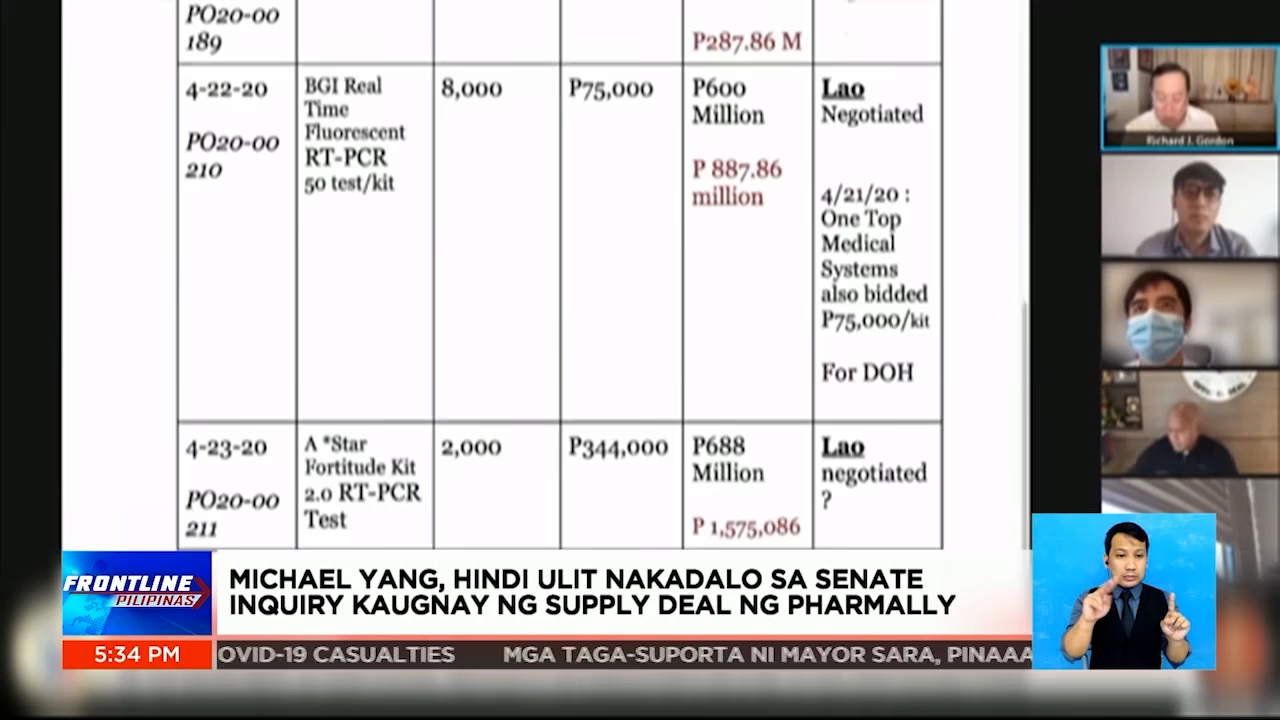 PO20-00
189
P287.86 M
4-22-20
PO20-00
210
BGI Real
Time
Fluorescent
RT-PCR
50 test/kit
8,000
P75,000
P600
Million
P 887.86
million
Lao
Negotiated
4/21/20 :
One Top
Medical
Systems
also bidded
P75,000/kit
For DOH
4-23-20
PO20-00
211
A *Star
Fortitude Kit
2.0 RT-PCR
Test
2,000
P344,000
P688
Million
P 1,575,086
Lao
negotiated
?
Richard J. Gordon
FRONTLINE
PILIPINAS
MICHAEL YANG, HINDI ULIT NAKADALO SA SENATE
INQUIRY KAUGNAY NG SUPPLY DEAL NG PHARMALLY
5:34 PM
OVID-19 CASUALTIES MGA TAGA-SUPORTA NI MAYOR SARA, PINAAA